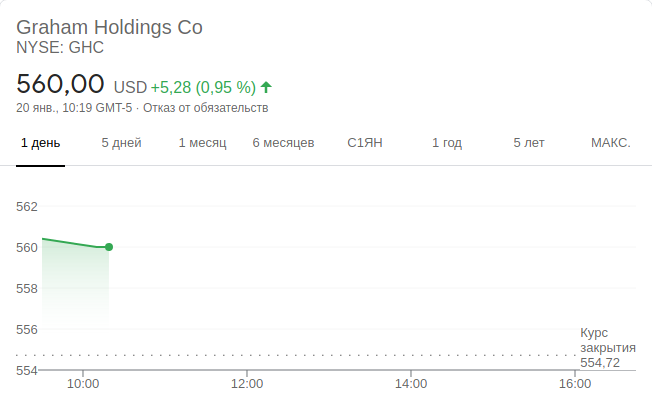 Graham Holdings Co
NYSE: GHC
560,00 USD +5,28 (0,95 %)
20 янв., 10:19 GMT-5 · Отказ от обязательств
1 день 5 дней 1 месяц 6 месяцев С1ЯН 1 год 5 лет МАКС.
562
560
558
556
Курс
закрытия
554,72
554
10:00 12:00 14:00 16:00